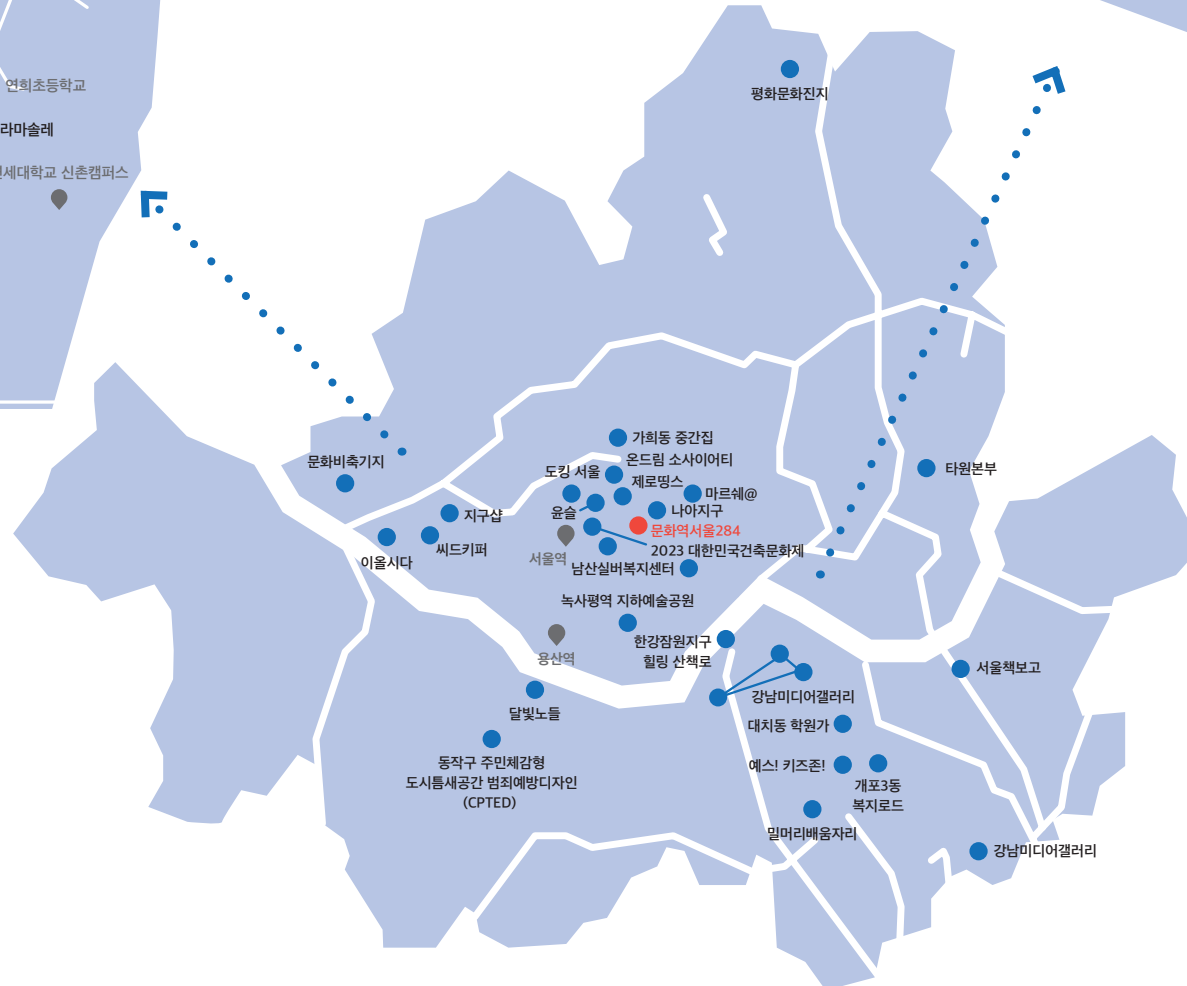 연희초등학교
라마솔레
세대학교 신촌캠퍼스
평화문화진지
문화비축기지
가희동 중간집
온드림 소사이어티
도킹 서울
제로띵스
마르쉐@
윤슬
나아지구
지구샵
문화역서울284
씨드키퍼
2023 대한민국건축문화제
서울역
이올시다
남산실버복지센터
타원본부
녹사평역 지하예술공원
한강잠원지구
힐링 산책로
용산역
서울책보고
강남미디어갤러리
달빛노들
대치동 학원가
동작구 주민체감형
도시틈새공간 범죄예방디자인
(CPTED)
예스! 키즈존!
개포3동
복지로드
밀머리배움자리
강남미디어갤러리